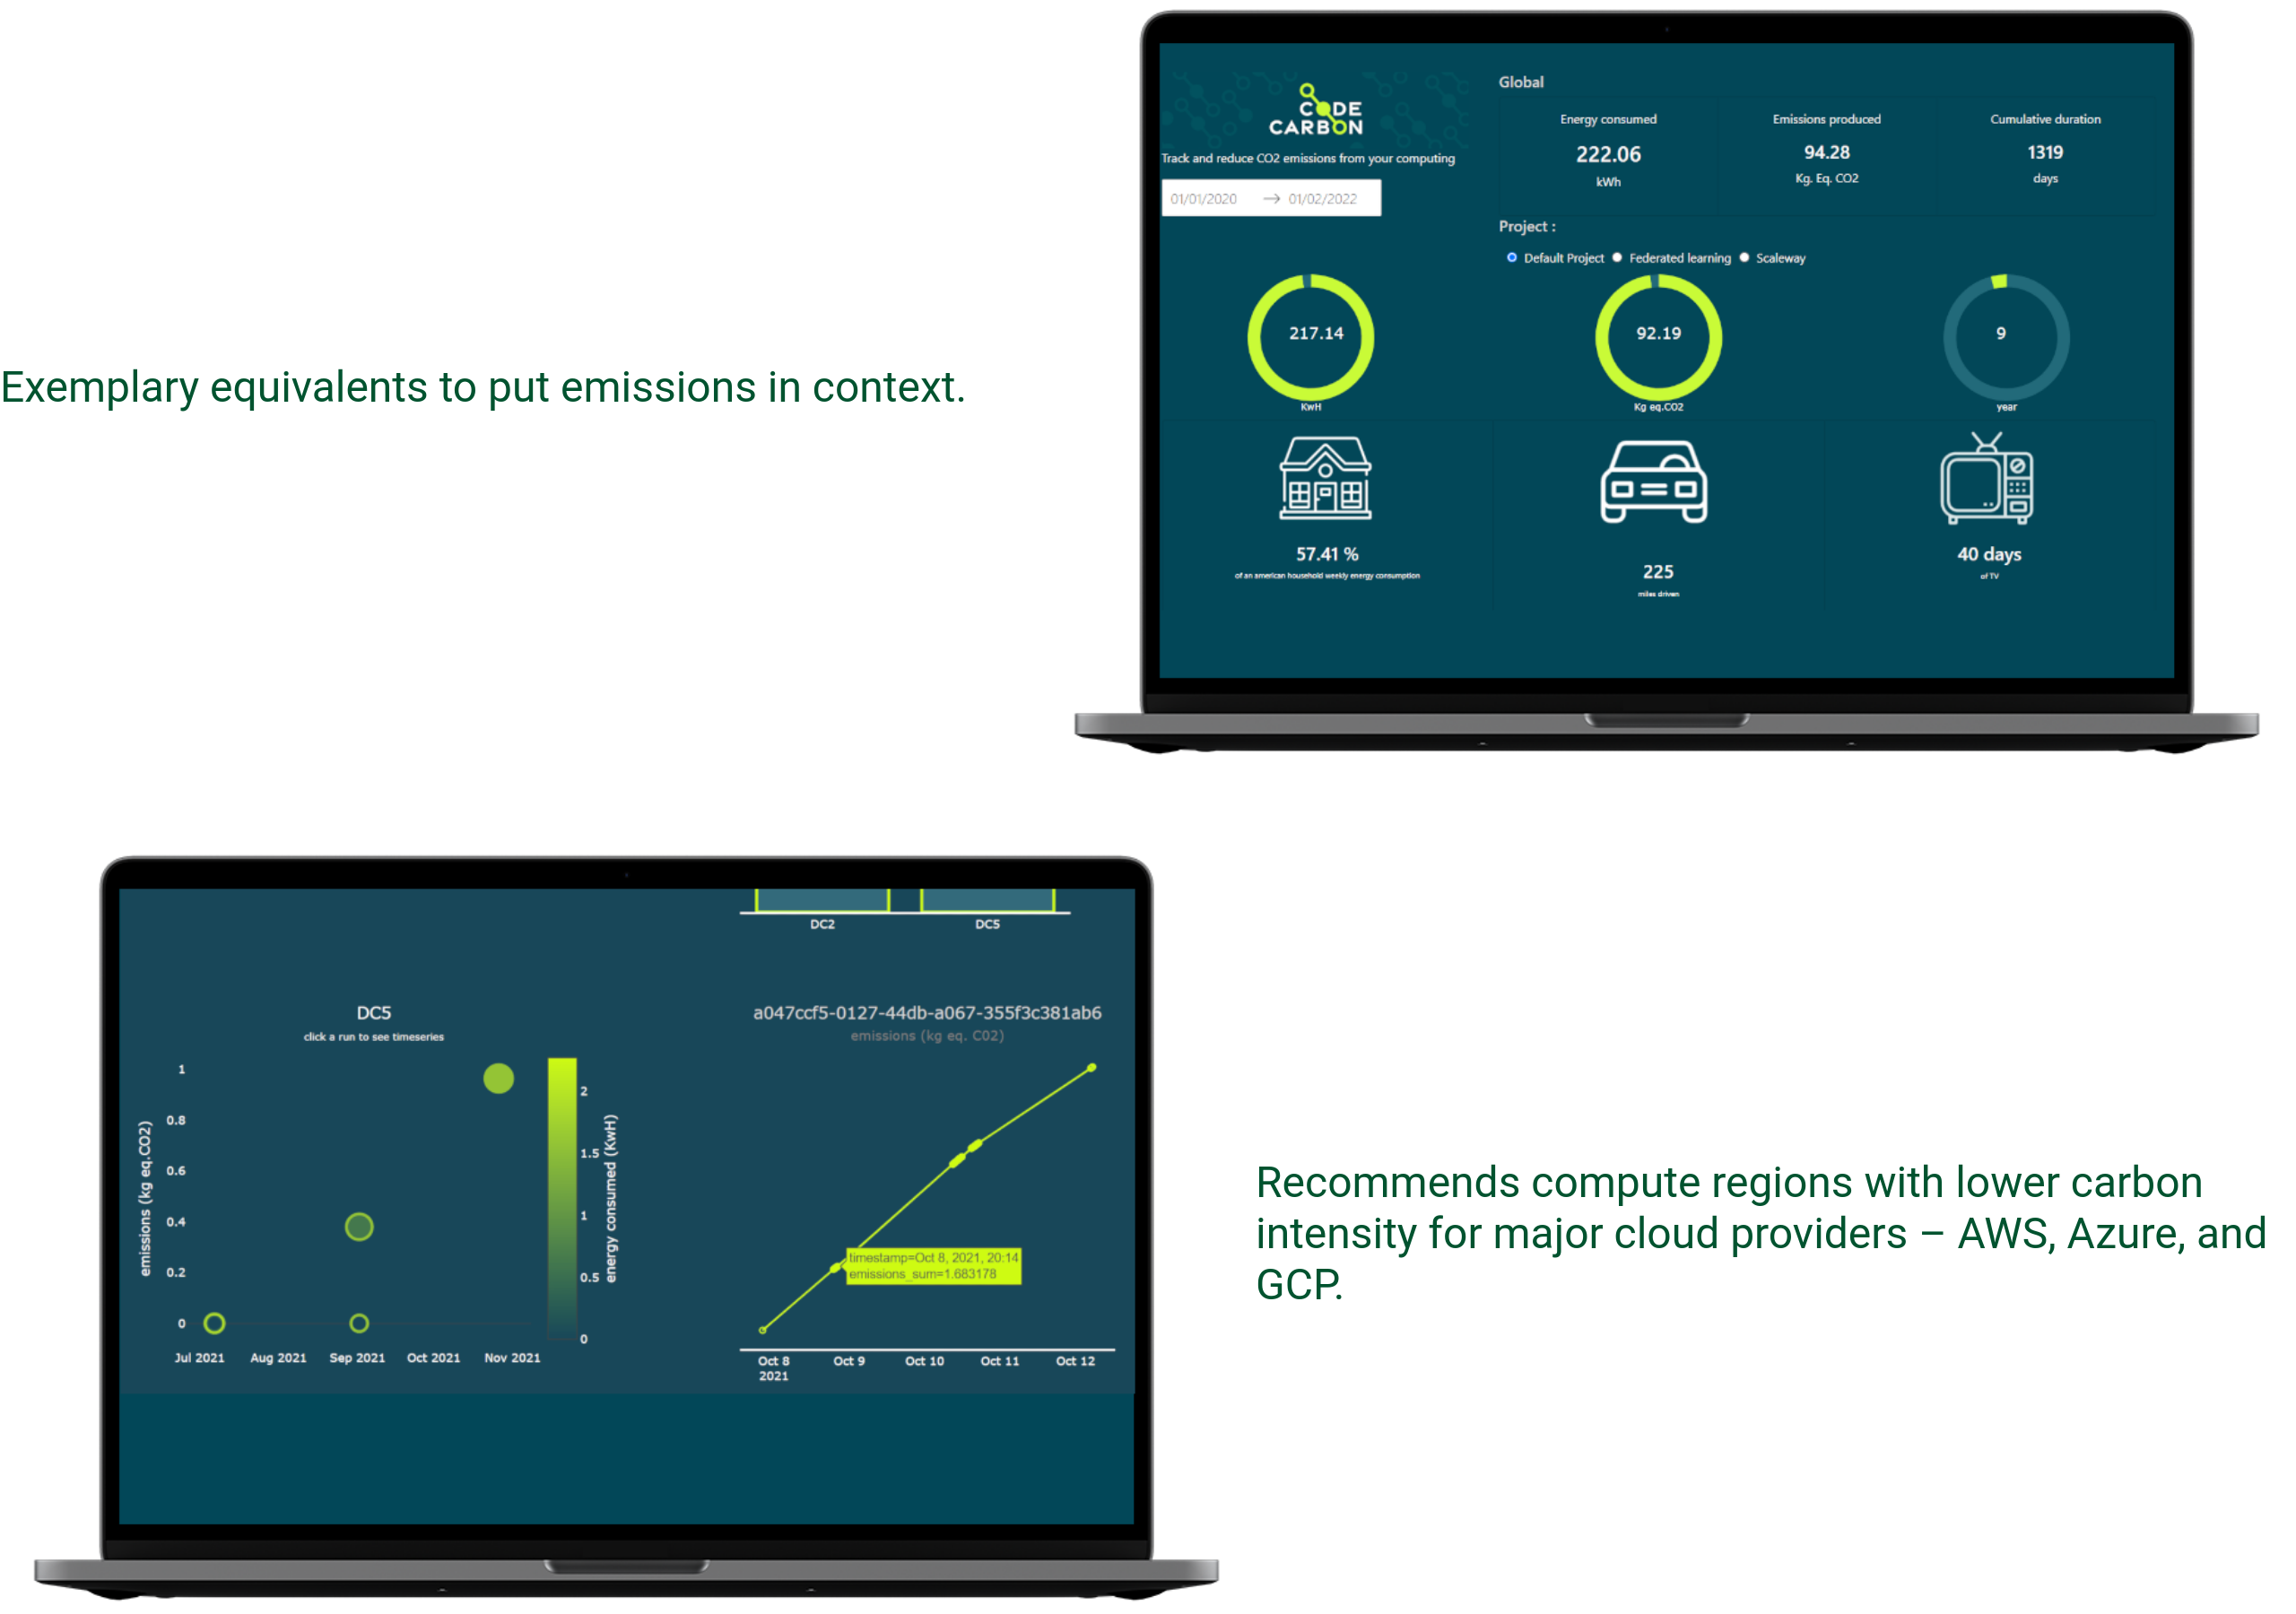 Exemplary equivalents to put emissions in context.
CODE
CARBON
Track and reduce CO2 emissions from your computing
01/01/2020 → 01/02/2022
Global
Energy consumed
222.06
kWh
Emissions produced
94.28
Kg. Eq. CO2
Cumulative duration
1319
days
Project :
Default Project Federated learning Scaleway
217.14
KwH
92.19
Kg eq.CO2
9
year
57.41 %
of an american household weekly energy consumption
225
miles driven
40 days
of TV
DC2 DC5
DC5
click a run to see timeseries
emissions (kg eq.CO2)
1
0.8
0.6
0.4
0.2
0
Jul 2021 Aug 2021 Sep 2021 Oct 2021 Nov 2021
2
1.5
1
0.5
0
energy consumed (KwH)
a047ccf5-0127-44db-a067-355f3c381ab6
emissions (kg eq. C02)
timestamp=Oct 8, 2021, 20:14
emissions_sum=1.683178
Oct 8 Oct 9 Oct 10 Oct 11 Oct 12
2021
Recommends compute regions with lower carbon
intensity for major cloud providers – AWS, Azure, and
GCP.